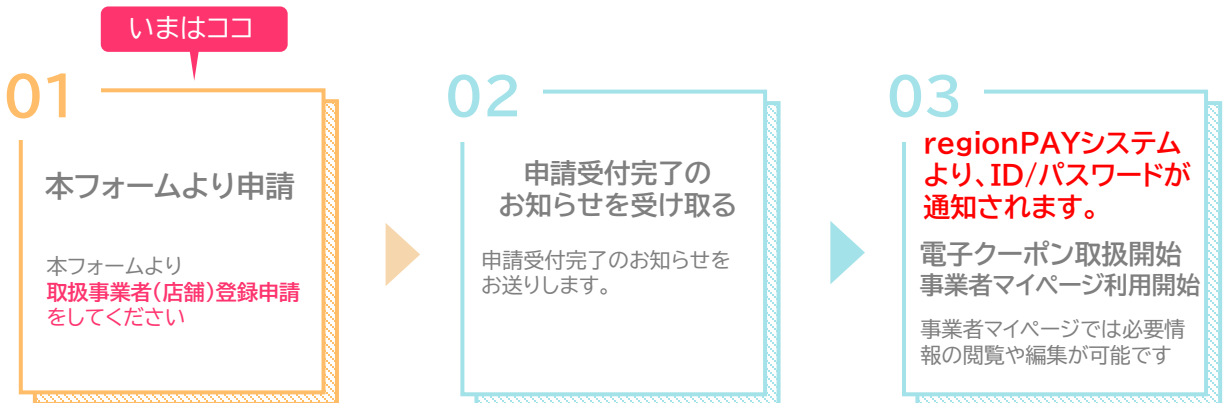 いまはココ
01
本フォームより申請
本フォームより
取扱事業者(店舗)登録申請
をしてください
02
申請受付完了の
お知らせを受け取る
申請受付完了のお知らせを
お送りします。
03
regionPAYシステム
より、ID/パスワードが
通知されます。
電子クーポン取扱開始
事業者マイページ利用開始
事業者マイページでは必要情
報の閲覧や編集が可能です